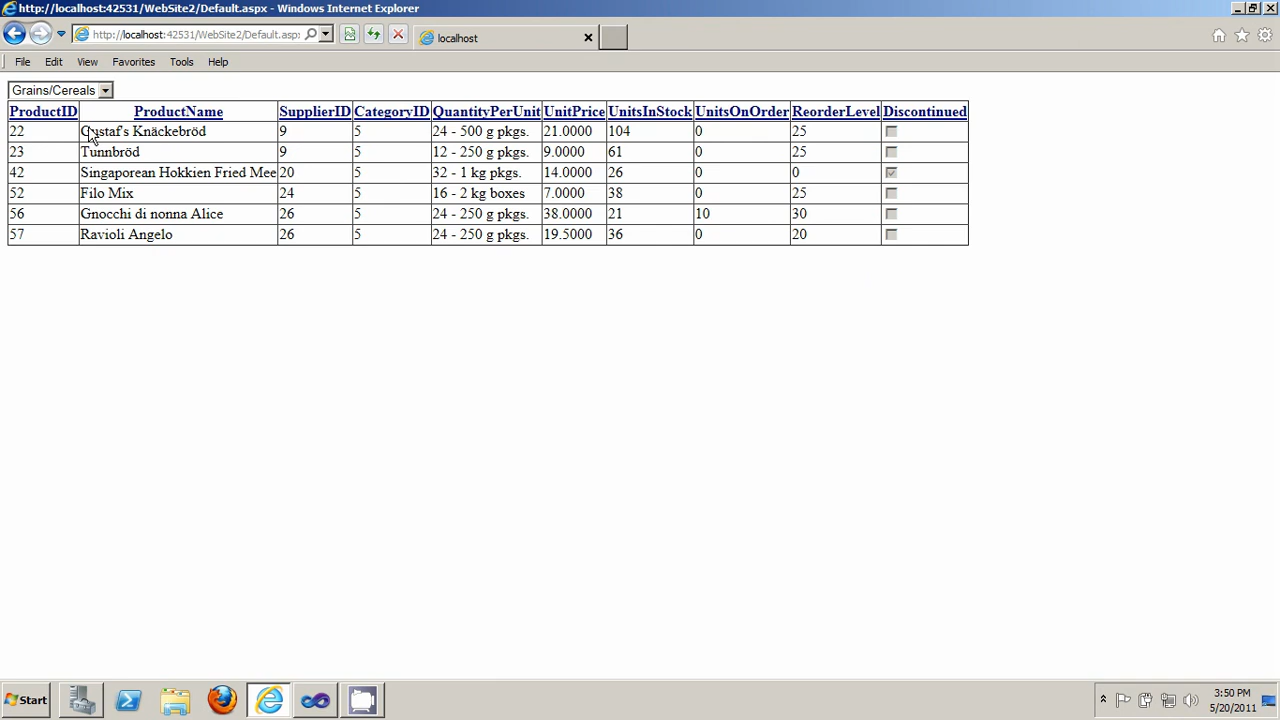 http://localhost:42531/WebSite2/Default.aspx - Windows Internet Explorer
http://localhost:42531/WebSite2/Default.asp: localhost
File Edit View Favorites Tools Help
Grains/Cereals
ProductID ProductName SupplierID CategoryID QuantityPerUnit UnitPrice UnitsInStock UnitsOnOrder ReorderLevel Discontinued
22 Gustaf's Knäckebröd 9 5 24 - 500 g pkgs. 21.0000 104 0 25
23 Tunnbröd 9 5 12 - 250 g pkgs. 9.0000 61 0 25
42 Singaporean Hokkien Fried Mee 20 5 32 - 1 kg pkgs. 14.0000 26 0 0
52 Filo Mix 24 5 16 - 2 kg boxes 7.0000 38 0 25
56 Gnocchi di nonna Alice 26 5 24 - 250 g pkgs. 38.0000 21 10 30
57 Ravioli Angelo 26 5 24 - 250 g pkgs. 19.5000 36 0 20
Start
3:50 PM
5/20/2011